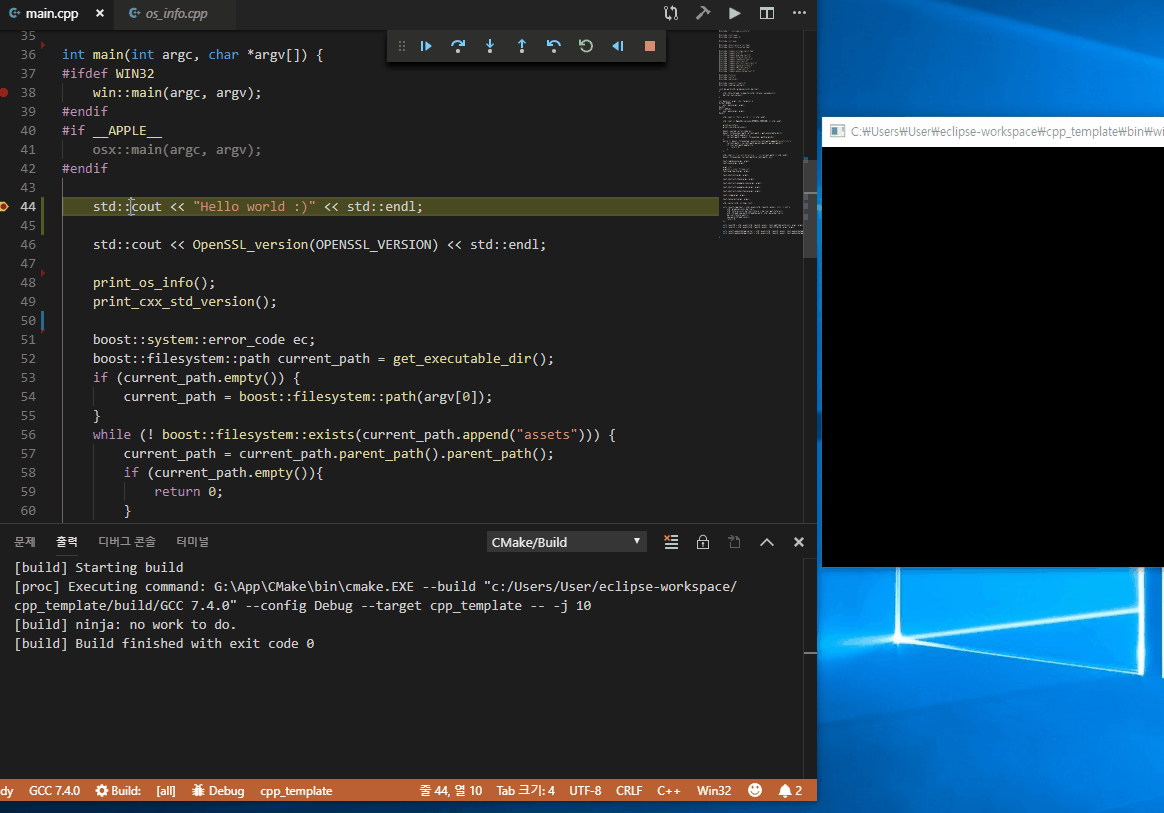 main.cpp × os_info.cpp
35
36 int main(int argc, char *argv[]) {
37 #ifdef WIN32
38 win::main(argc, argv);
39 #endif
40 #if __APPLE__
41 osx::main(argc, argv);
42 #endif
43
44 std::cout << "Hello world :)" << std::endl;
45
46 std::cout << OpenSSL_version(OPENSSL_VERSION) << std::endl;
47
48 print_os_info();
49 print_cxx_std_version();
50
51 boost::system::error_code ec;
52 boost::filesystem::path current_path = get_executable_dir();
53 if (current_path.empty()) {
54 current_path = boost::filesystem::path(argv[0]);
55 }
56 while (! boost::filesystem::exists(current_path.append("assets"))) {
57 current_path = current_path.parent_path().parent_path();
58 if (current_path.empty()){
59 return 0;
60 }
문제 출력 디버그 콘솔 터미널 CMake/Build
[build] Starting build
[proc] Executing command: G:\App\CMake\bin\cmake.EXE --build "c:/Users/User/eclipse-workspace/
cpp_template/build/GCC 7.4.0" --config Debug --target cpp_template -- -j 10
[build] ninja: no work to do.
[build] Build finished with exit code 0
dy GCC 7.4.0 Build: [all] Debug cpp_template 줄 44, 열 10 Tab 크기: 4 UTF-8 CRLF C++ Win32 2
C:₩Users₩User₩eclipse-workspace₩cpp_template₩bin₩wi